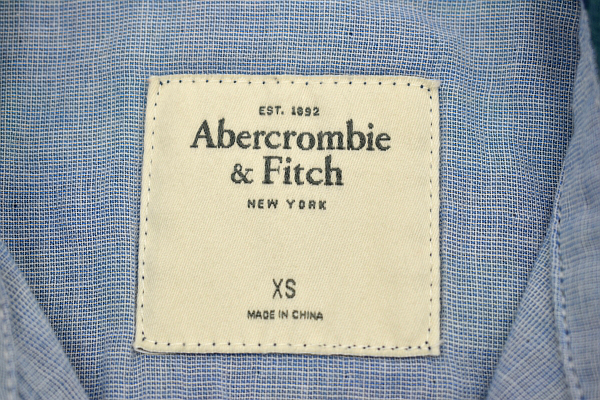 EST. 1892
Abercrombie
& Fitch
NEW YORK
XS
MADE IN CHINA